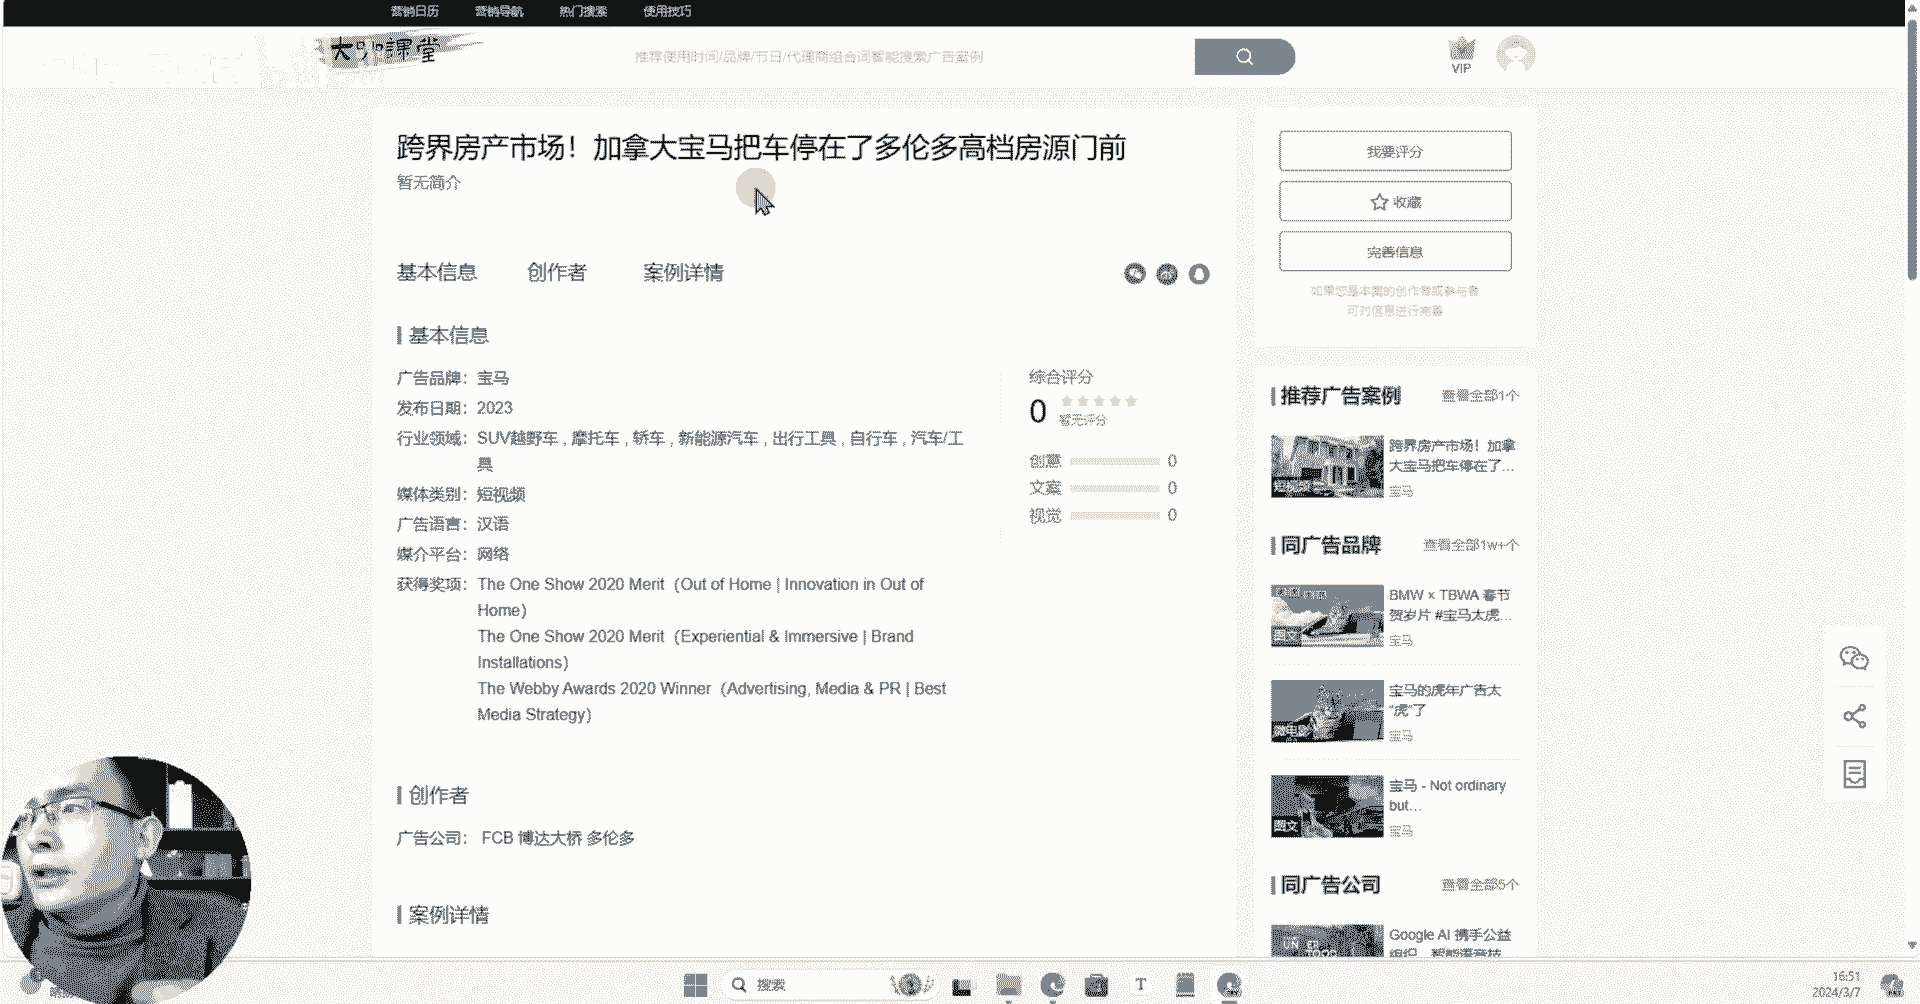 营销日历 营销导航 热门搜索 使用技巧
大咖课堂
推荐使用时间/品牌/节日/代理商组合词智能搜索广告案例
VIP
跨界房产市场！加拿大宝马把车停在了多伦多高档房源门前
暂无简介
基本信息 创作者 案例详情
基本信息
广告品牌：宝马
发布日期：2023
行业领域：SUV越野车 , 摩托车 , 轿车 , 新能源汽车 , 出行工具 , 自行车 , 汽车/工
具
媒体类别：短视频
广告语言：汉语
媒介平台：网络
获得奖项：The One Show 2020 Merit（Out of Home | Innovation in Out of
Home）
The One Show 2020 Merit（Experiential & Immersive | Brand
Installations）
The Webby Awards 2020 Winner（Advertising, Media & PR | Best
Media Strategy）
综合评分
0
暂无评分
创意 0
文案 0
视觉 0
创作者
广告公司： FCB 博达大桥 多伦多
案例详情
我要评分
收藏
完善信息
如果您是本案的创作者或参与者
可对信息进行完善
推荐广告案例 查看全部1个
跨界房产市场！加拿
大宝马把车停在了...
宝马
同广告品牌 查看全部1w+个
BMW × TBWA 春节
贺岁片 #宝马太虎...
宝马
图文
宝马的虎年广告太
“虎”了
宝马
微电影
宝马 - Not ordinary
but...
宝马
图文
同广告公司 查看全部5个
Google AI 携手公益
搜索
16:51
2024/3/7